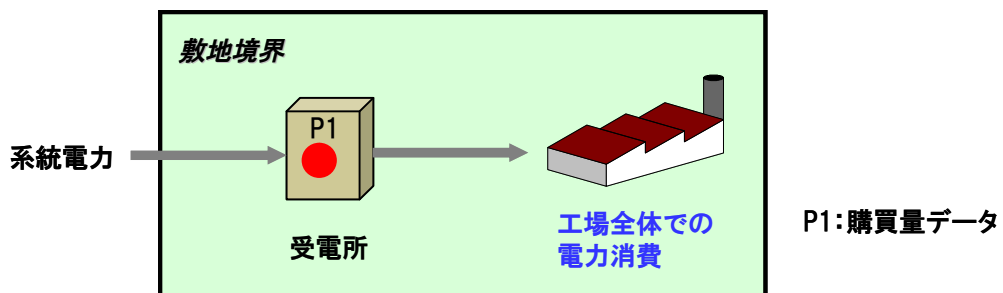 敷地境界
P1
系統電力
受電所
工場全体での
電力消費
P1:購買量データ